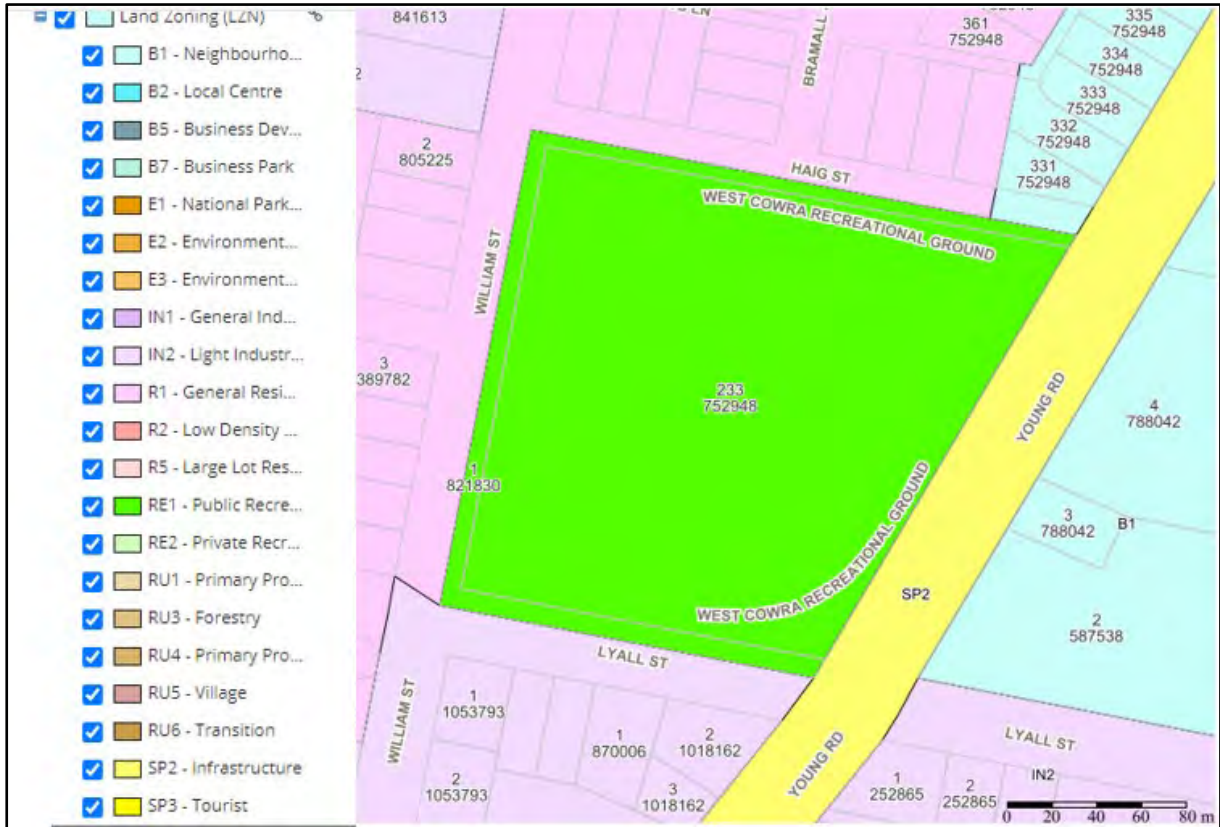 Land Zoning (LZN)
B1 - Neighbourho...
B2 - Local Centre
B5 - Business Dev...
B7 - Business Park
E1 - National Park...
E2 - Environment...
E3 - Environment...
IN1 - General Ind...
IN2 - Light Industr...
R1 - General Resi...
R2 - Low Density ...
R5 - Large Lot Res...
RE1 - Public Recre...
RE2 - Private Recr...
RU1 - Primary Pro...
RU3 - Forestry
RU4 - Primary Pro...
RU5 - Village
RU6 - Transition
SP2 - Infrastructure
SP3 - Tourist
841613
BRAMALL
361
752948
335
752948
334
752948
333
752948
332
752948
331
752948
2
2
805225
HAIG ST
WEST COWRA RECREATIONAL GROUND
WILLIAM ST
3
389782
233
752948
YOUNG RD
4
788042
1
821830
3
788042
B1
WEST COWRA RECREATIONAL GROUND
SP2
2
587538
LYALL ST
WILLIAM ST
1
1053793
1
870006
2
1018162
2
1053793
3
1018162
YOUNG RD
LYALL ST
IN2
1
252865
2
252865
0 20 40 60 80 m